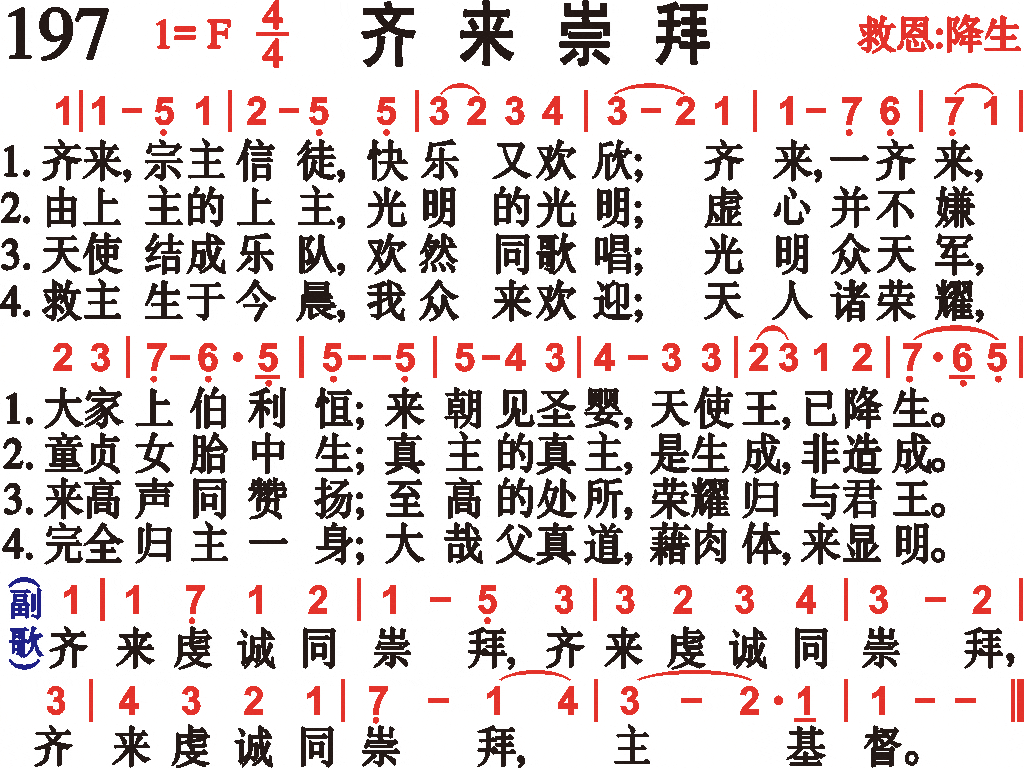 197 1=F 4/4 齐来崇拜 救恩:降生
1|1-5 1|2-5 5|3 2 3 4|3-2 1|1-7 6|7 1|
1.齐来,宗主信徒,快乐又欢欣;齐来,一齐来,
2.由上主的上主,光明的光明;虚心并不嫌
3.天使结成乐队,欢然同歌唱;光明众天军,
4.救主生于今晨,我众来欢迎;天人诸荣耀,
2 3|7-6·5|5--5|5-4 3|4-3 3|2 3 1 2|7·6 5|
1.大家上伯利恒;来朝见圣婴,天使王,已降生。
2.童贞女胎中生;真主的真主,是生成,非造成。
3.来高声同赞扬;至高的处所,荣耀归与君王。
4.完全归主一身;大哉父真道,藉肉体,来显明。
(副歌) 1|1 7 1 2|1-5 3|3 2 3 4|3-2|
齐来虔诚同崇拜,齐来虔诚同崇拜,
3|4 3 2 1|7-1 4|3-2·1|1--‖
齐来虔诚同崇拜,主基督。